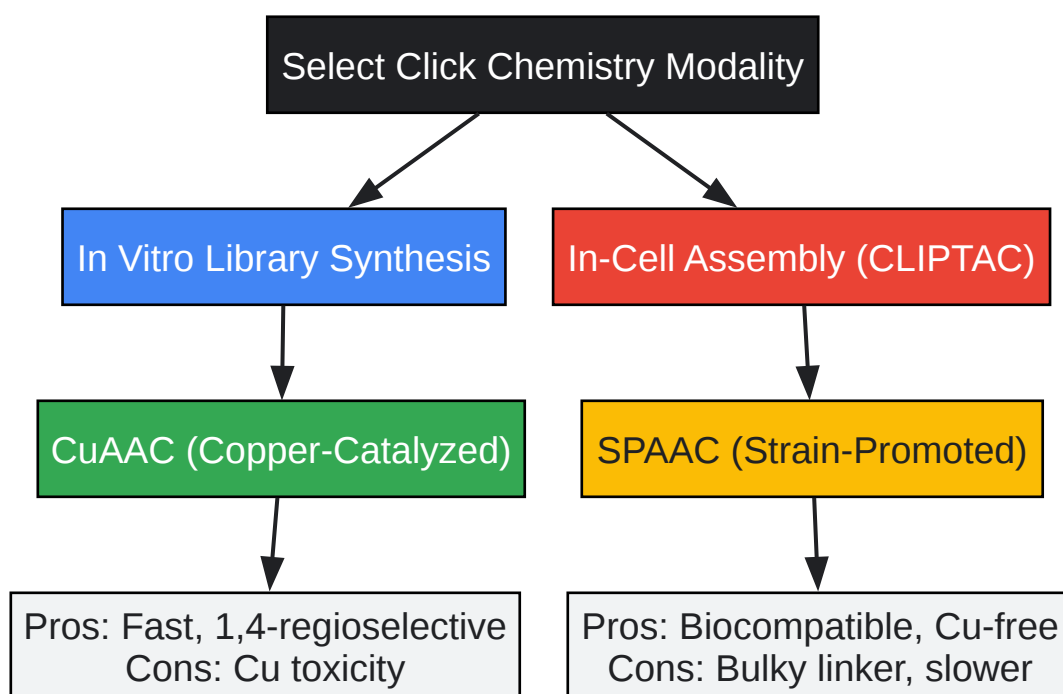 Select Click Chemistry Modality
In Vitro Library Synthesis
In-Cell Assembly (CLIPTAC)
CuAAC (Copper-Catalyzed)
SPAAC (Strain-Promoted)
Pros: Fast, 1,4-regioselective
Cons: Cu toxicity
Pros: Biocompatible, Cu-free
Cons: Bulky linker, slower